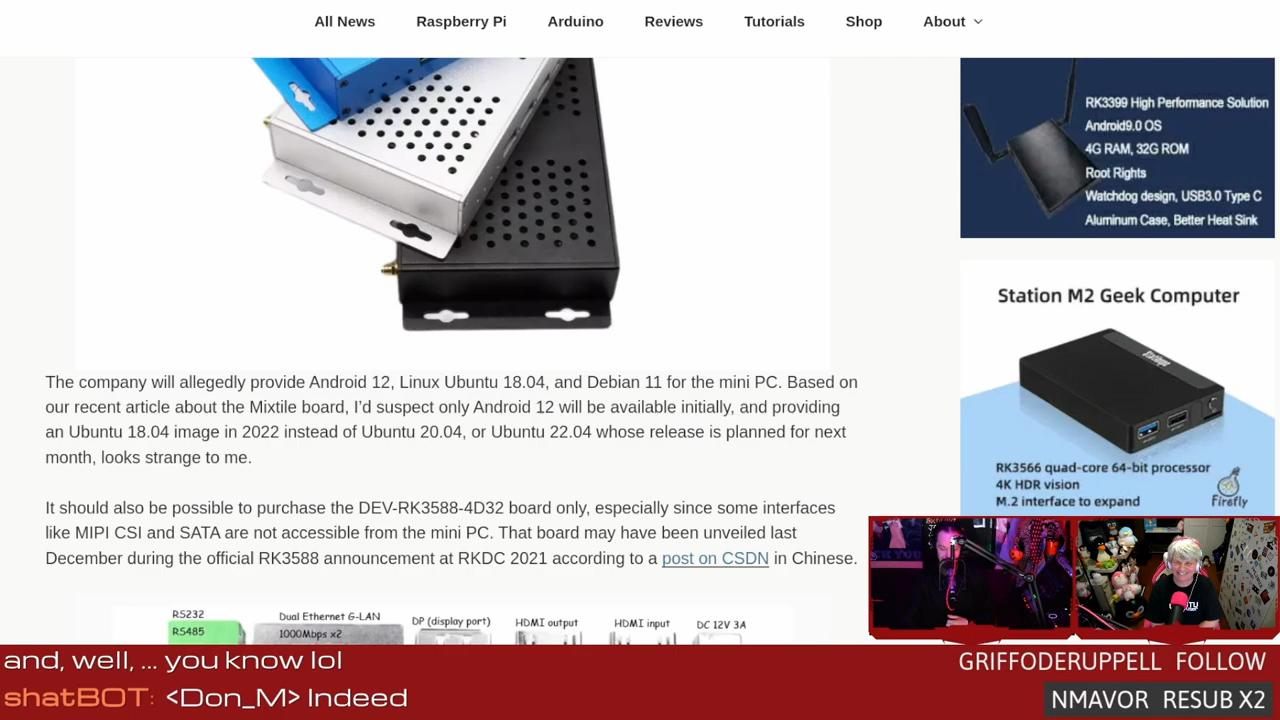 All News
Raspberry Pi
Arduino
Reviews
Tutorials
Shop
About
RK3399 High Performance Solution
Android9.0 OS
4G RAM, 32G ROM
Root Rights
Watchdog design, USB3.0 Type C
Aluminum Case, Better Heat Sink
Station M2 Geek Computer
RK3566 quad-core 64-bit processor
4K HDR vision
M.2 interface to expand
Firefly
The company will allegedly provide Android 12, Linux Ubuntu 18.04, and Debian 11 for the mini PC. Based on
our recent article about the Mixtile board, I’d suspect only Android 12 will be available initially, and providing
an Ubuntu 18.04 image in 2022 instead of Ubuntu 20.04, or Ubuntu 22.04 whose release is planned for next
month, looks strange to me.
It should also be possible to purchase the DEV-RK3588-4D32 board only, especially since some interfaces
like MIPI CSI and SATA are not accessible from the mini PC. That board may have been unveiled last
December during the official RK3588 announcement at RKDC 2021 according to a post on CSDN in Chinese.
RS232
RS485
Dual Ethernet G-LAN
1000Mbps x2
DP (display port)
HDMI output
HDMI input
DC 12V 3A
and, well, ... you know lol
shatBOT: <Don_M> Indeed
GRIFFODERUPPELL FOLLOW
NMAVOR RESUB X2